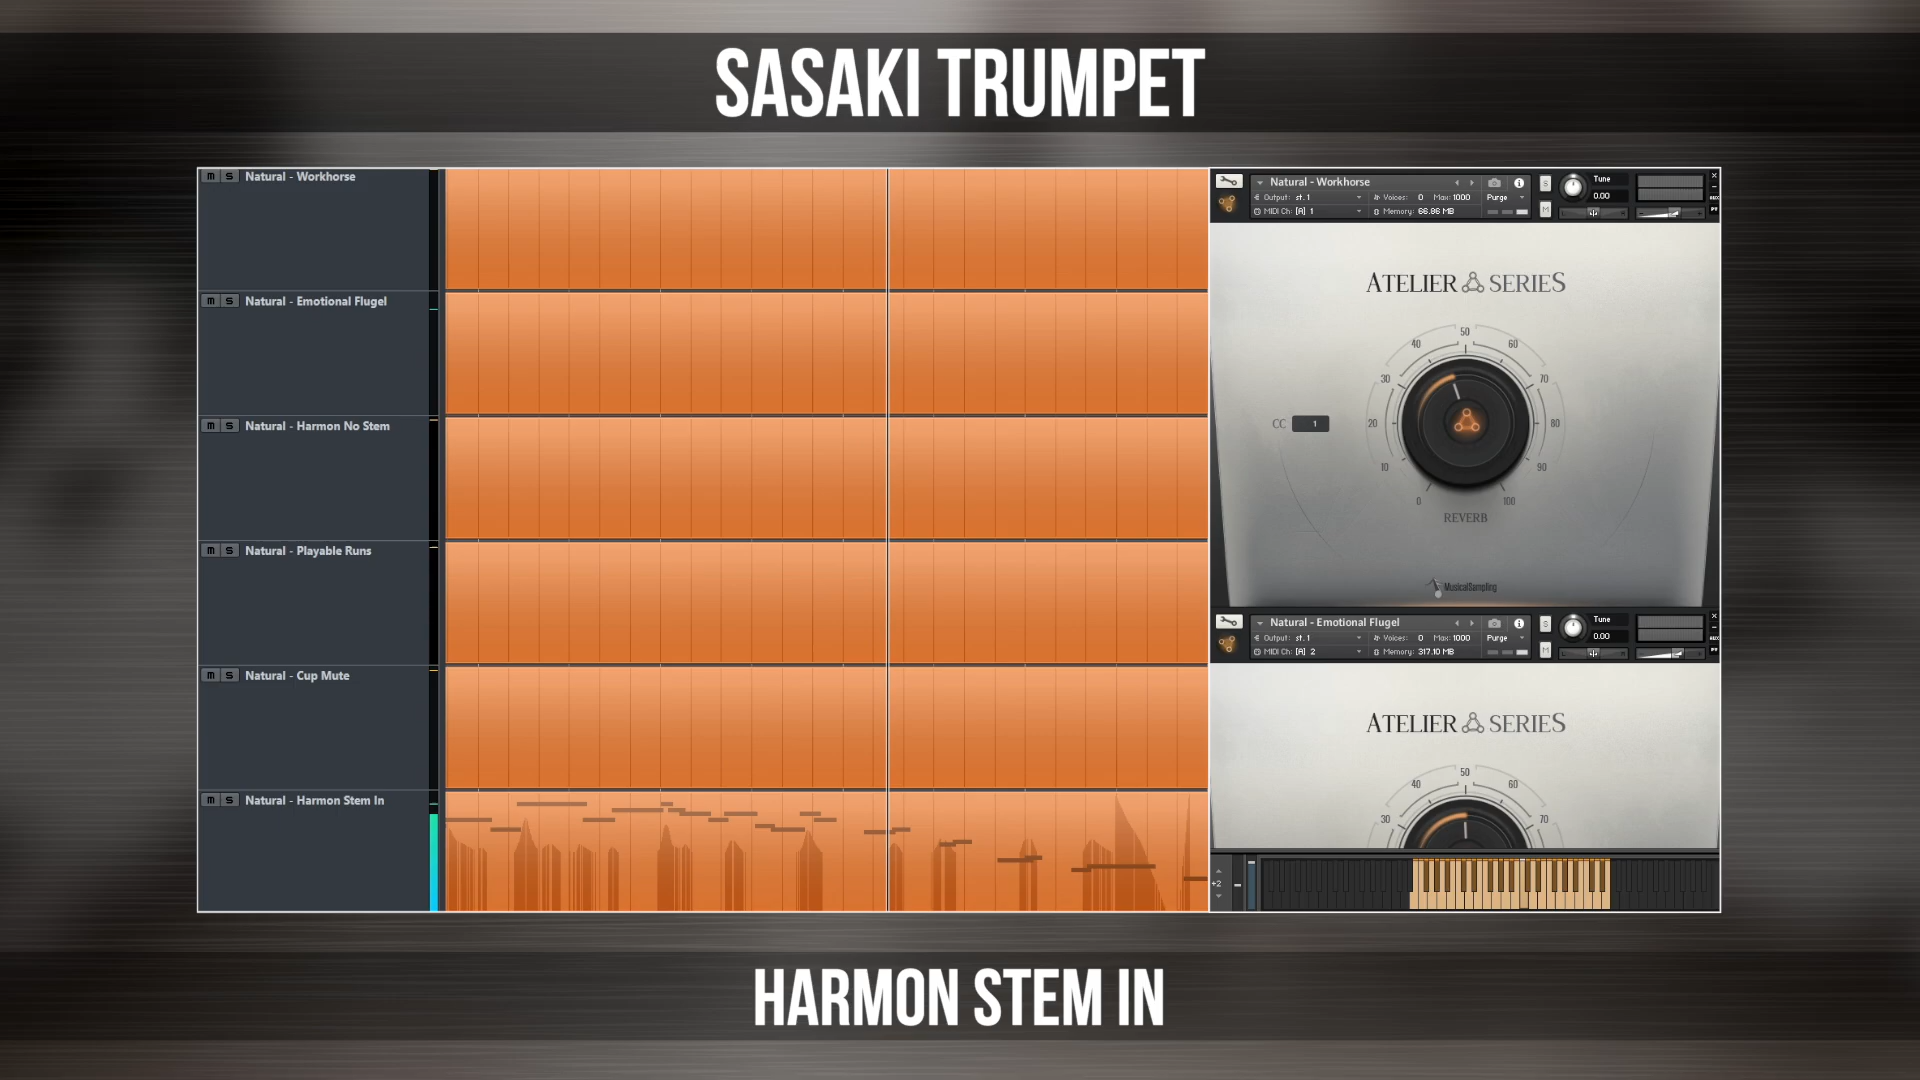 SASAKI TRUMPET
M S Natural - Workhorse
M S Natural - Emotional Flugel
M S Natural - Harmon No Stem
M S Natural - Playable Runs
M S Natural - Cup Mute
M S Natural - Harmon Stem In
Natural - Workhorse
Output: st.1 Voices: 0 Max: 1000 Purge
MIDI Ch: [A] 1 Memory: 66.86 MB
S
M
Tune
0.00
L R
ATELIER SERIES
0 10 20 30 40 50 60 70 80 90 100
CC 1
REVERB
MusicalSampling
Natural - Emotional Flugel
Output: st.1 Voices: 0 Max: 1000 Purge
MIDI Ch: [A] 2 Memory: 317.10 MB
S
M
Tune
0.00
L R
ATELIER SERIES
30 40 50 60 70
+2
HARMON STEM IN